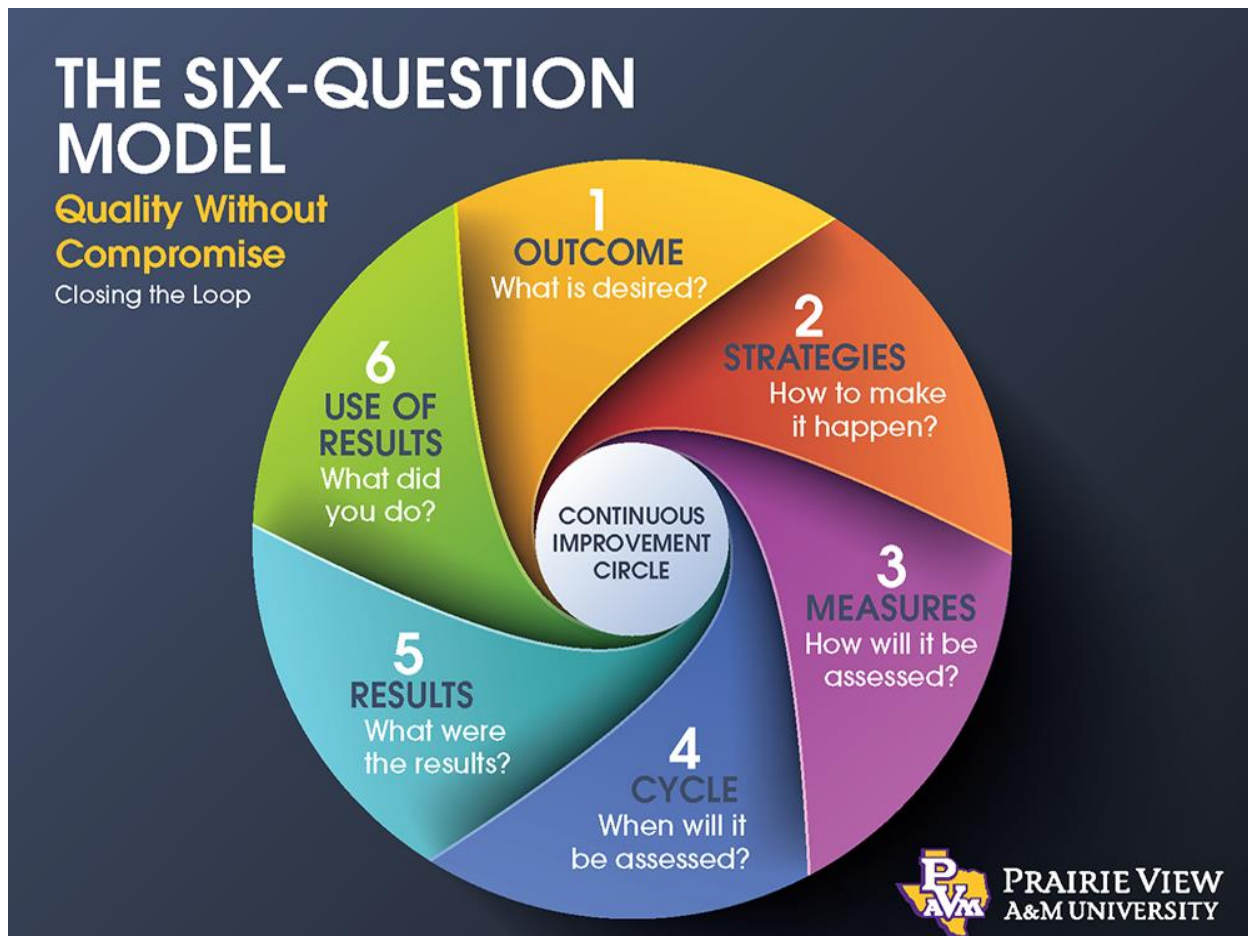 THE SIX-QUESTION
MODEL
Quality Without
Compromise
Closing the Loop
1
OUTCOME
What is desired?
2
STRATEGIES
How to make
it happen?
3
MEASURES
How will it be
assessed?
4
CYCLE
When will it
be assessed?
5
RESULTS
What were
the results?
6
USE OF
RESULTS
What did
you do?
CONTINUOUS
IMPROVEMENT
CIRCLE
PV
A&M
PRAIRIE VIEW
A&M UNIVERSITY